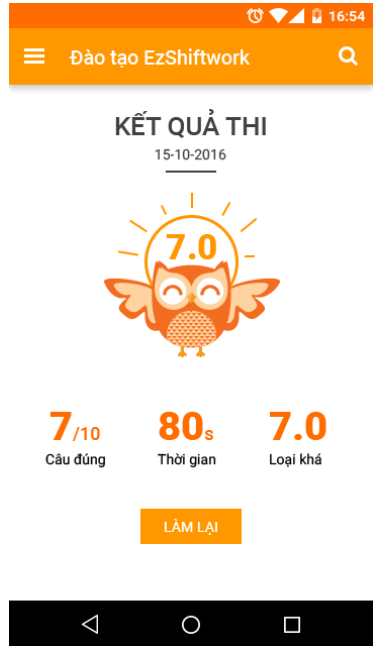 16:54
Đào tạo EzShiftwork
KẾT QUẢ THI
15-10-2016
7.0
7/10 80s 7.0
Câu đúng Thời gian Loại khá
LÀM LẠI